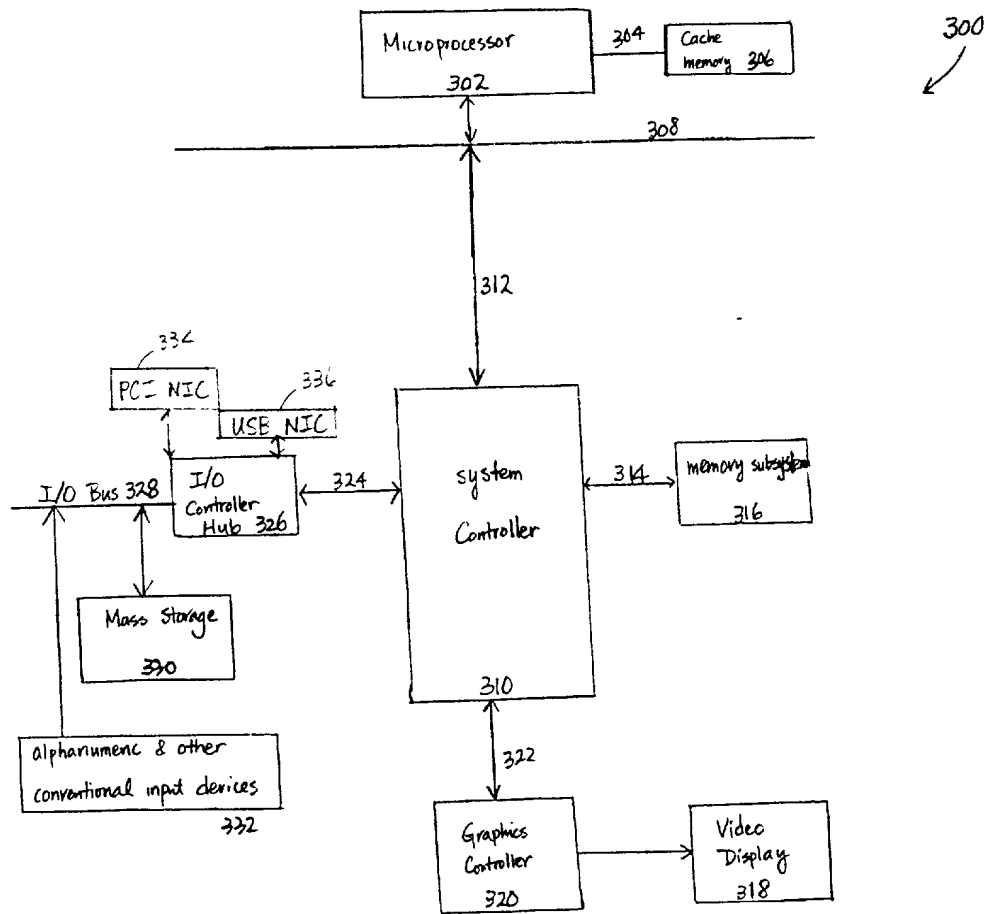 300
Microprocessor
302
304
Cache
memory 306
308
312
334
PCI NIC
336
USB NIC
I/O Bus 328
I/O
Controller
Hub 326
324
system
Controller
310
314
memory subsystem
316
Mass Storage
330
alphanumeric & other
conventional input devices
332
322
Graphics
Controller
320
Video
Display
318